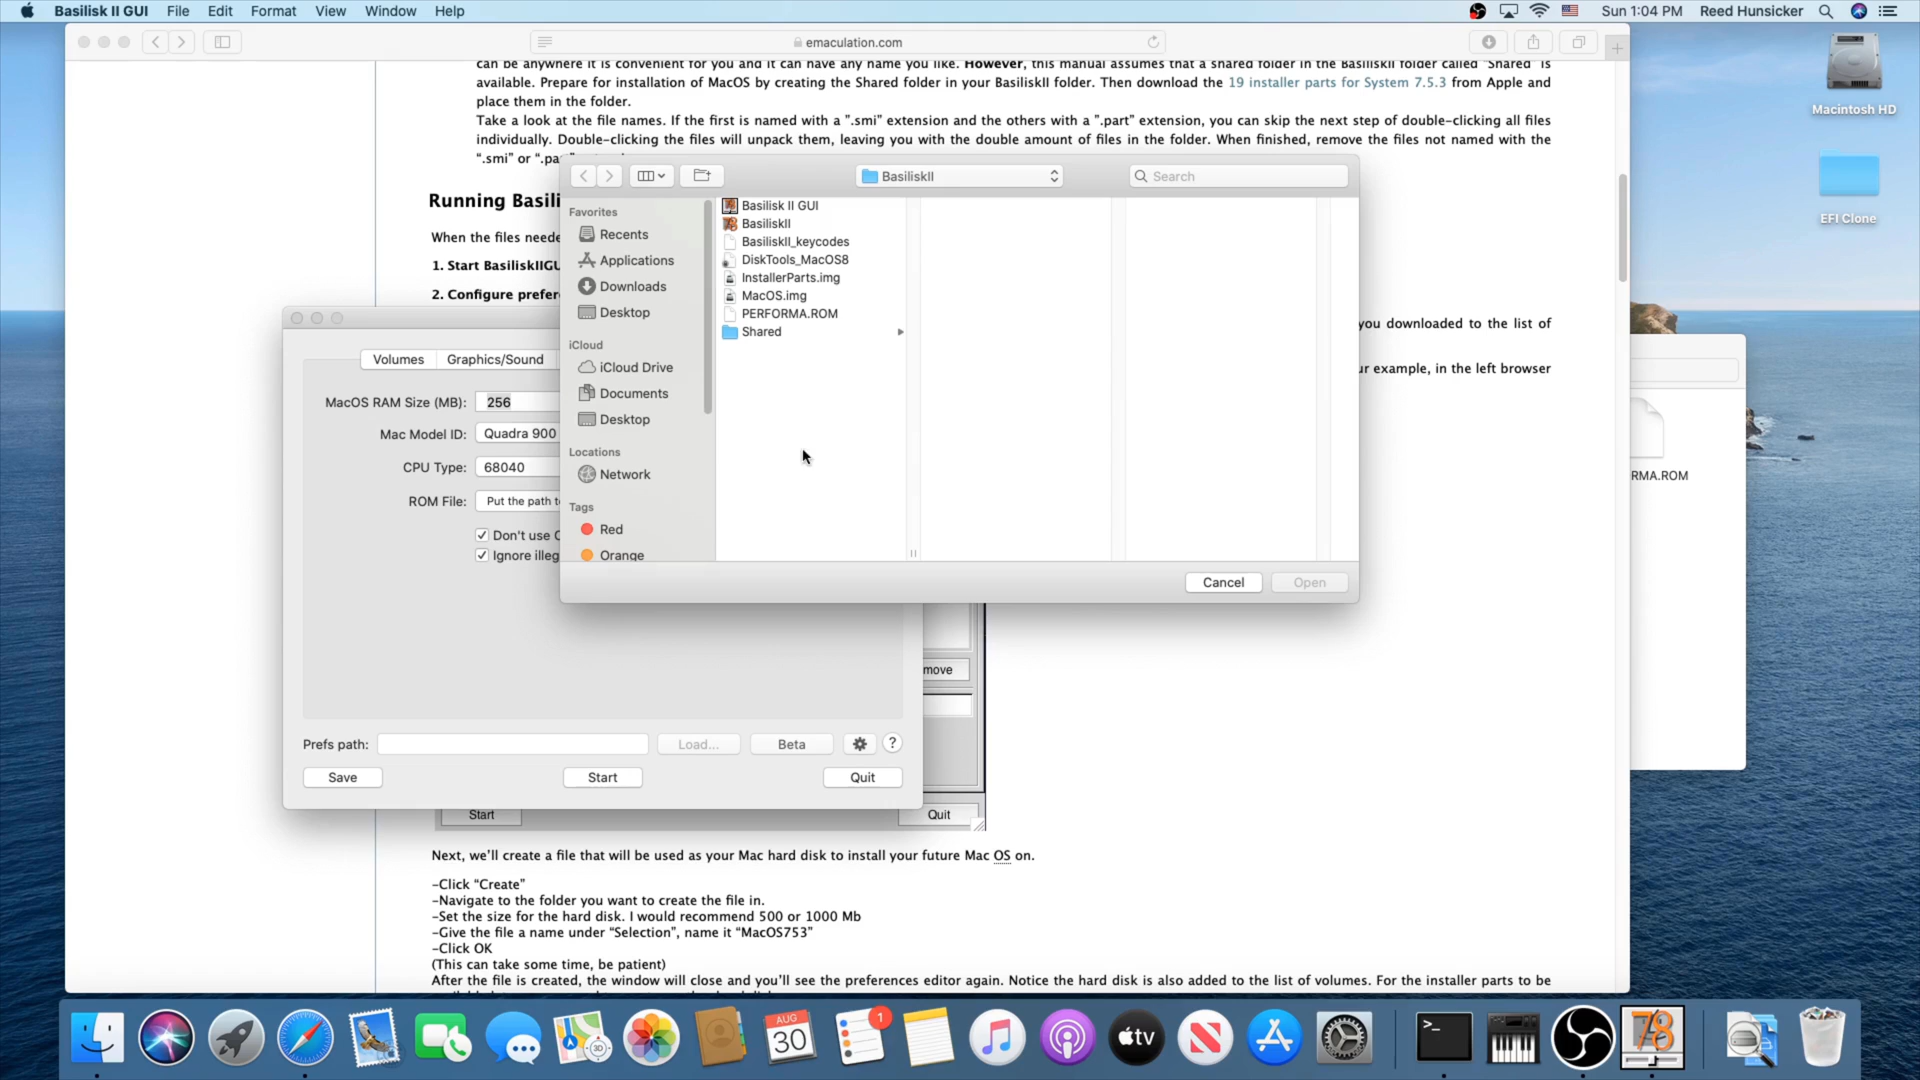 Basilisk II GUI File Edit Format View Window Help
Sun 1:04 PM Reed Hunsicker
emaculation.com
can be anywhere it is convenient for you and it can have any name you like. However, this manual assumes that a shared folder in the BasiliskII folder called "Shared" is
available. Prepare for installation of MacOS by creating the Shared folder in your BasiliskII folder. Then download the 19 installer parts for System 7.5.3 from Apple and
place them in the folder.
Take a look at the file names. If the first is named with a ".smi" extension and the others with a ".part" extension, you can skip the next step of double-clicking all files
individually. Double-clicking the files will unpack them, leaving you with the double amount of files in the folder. When finished, remove the files not named with the
Running Basili
When the files neede
1. Start BasiliskIIGU
2. Configure prefer
you downloaded to the list of
ur example, in the left browser
BasiliskII
Search
Favorites
Recents
Applications
Downloads
Desktop
iCloud
iCloud Drive
Documents
Desktop
Locations
Network
Tags
Red
Orange
Basilisk II GUI
BasiliskII
BasiliskII_keycodes
DiskTools_MacOS8
InstallerParts.img
MacOS.img
PERFORMA.ROM
Shared
Cancel Open
Volumes Graphics/Sound
MacOS RAM Size (MB): 256
Mac Model ID: Quadra 900
CPU Type: 68040
ROM File: Put the path to
Don't use C
Ignore illeg
Prefs path: Load... Beta ?
Save Start Quit
move
Start Quit
RMA.ROM
Macintosh HD
EFI Clone
Next, we'll create a file that will be used as your Mac hard disk to install your future Mac OS on.
-Click "Create"
-Navigate to the folder you want to create the file in.
-Set the size for the hard disk. I would recommend 500 or 1000 Mb
-Give the file a name under "Selection", name it "MacOS753"
-Click OK
(This can take some time, be patient)
After the file is created, the window will close and you'll see the preferences editor again. Notice the hard disk is also added to the list of volumes. For the installer parts to be
AUG
30
3D
1
tv
>_
78